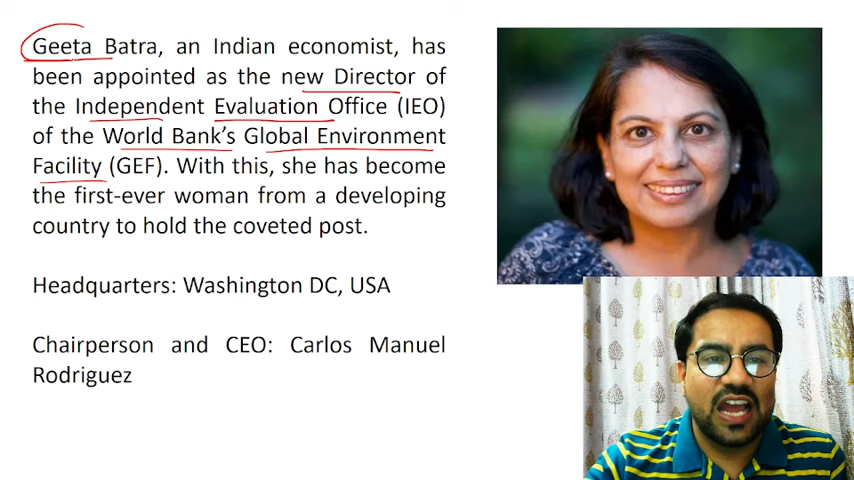 Geeta Batra, an Indian economist, has
been appointed as the new Director of
the Independent Evaluation Office (IEO)
of the World Bank's Global Environment
Facility (GEF). With this, she has become
the first-ever woman from a developing
country to hold the coveted post.
Headquarters: Washington DC, USA
Chairperson and CEO: Carlos Manuel
Rodriguez